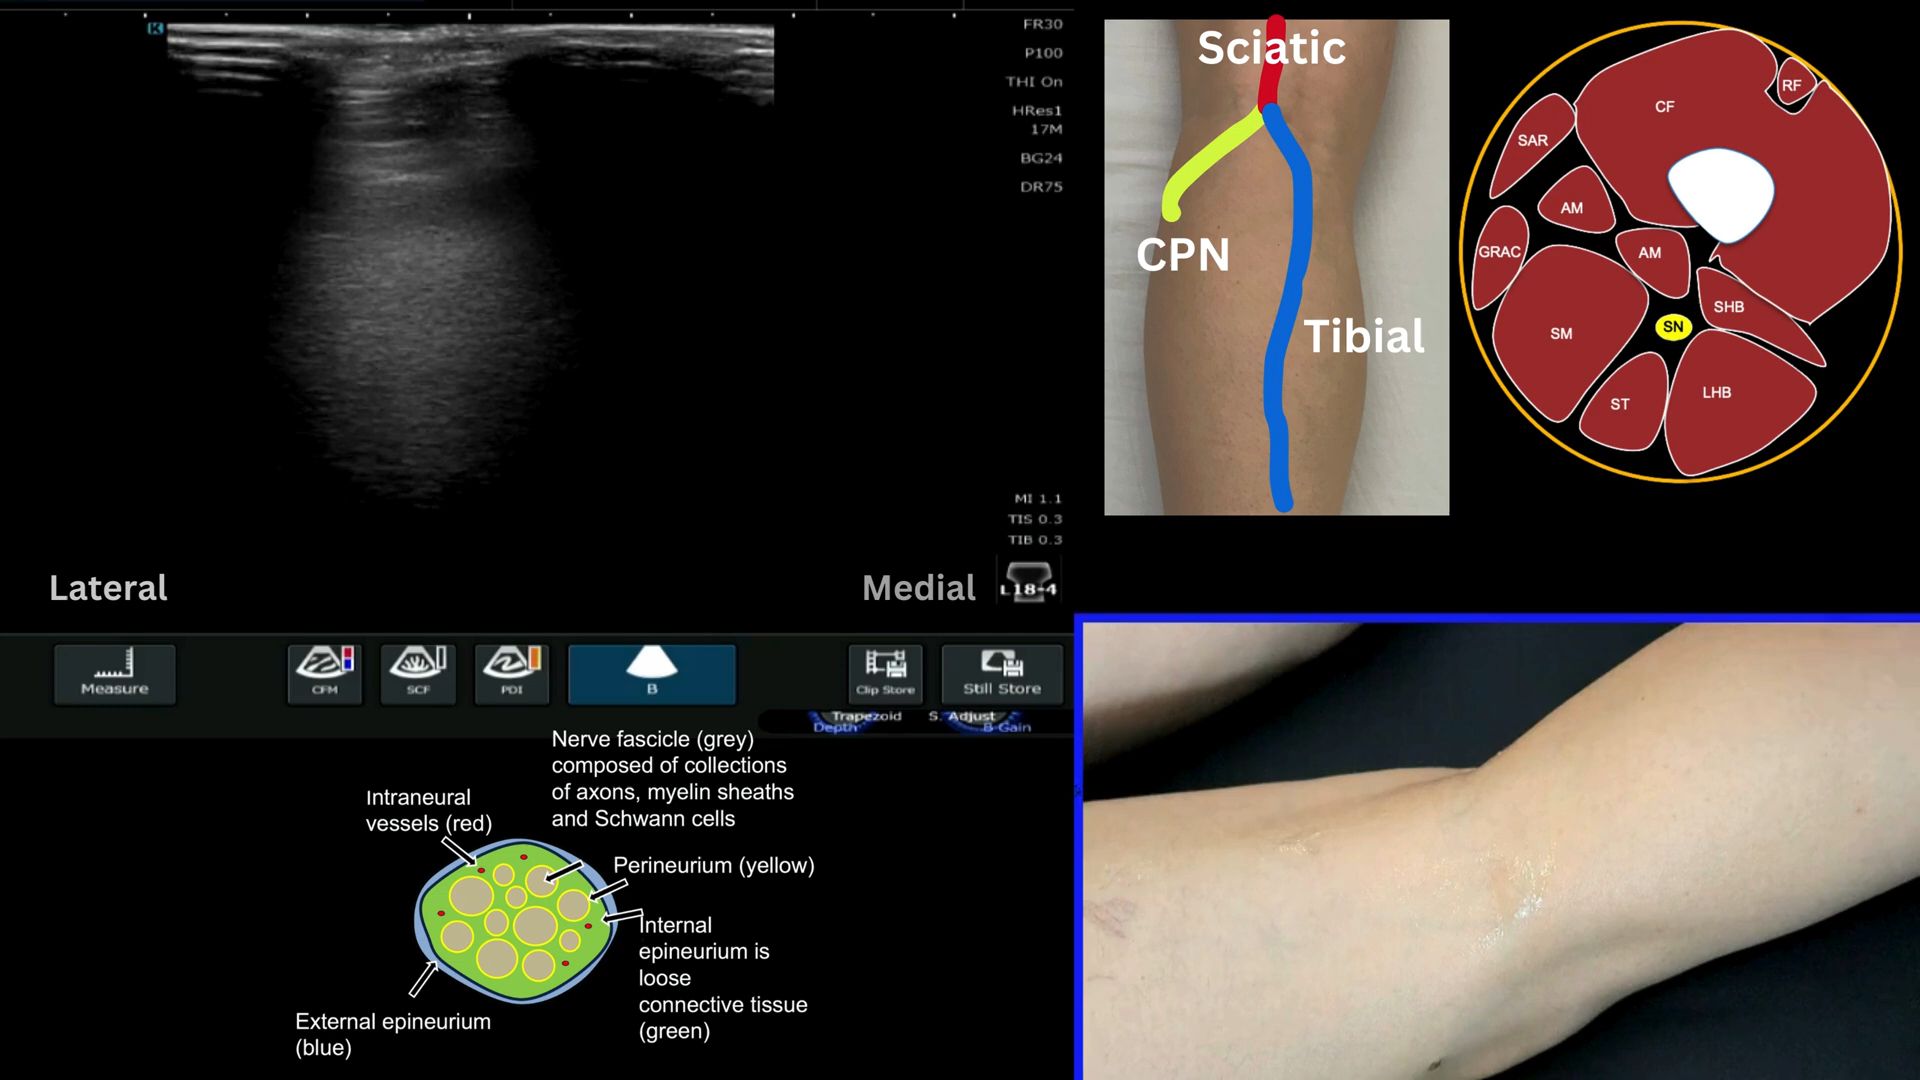 K
FR30
P100
THI On
HRes1
17M
BG24
DR75
MI 1.1
TIS 0.3
TIB 0.3
L18-4
Lateral
Medial
Measure
CFM
SCF
PDI
B
Clip Store
Still Store
Trapezoid
S. Adjust
Depth
B Gain
Sciatic
CPN
Tibial
CF
RF
SAR
AM
GRAC
AM
SM
SHB
SN
ST
LHB
Nerve fascicle (grey)
composed of collections
of axons, myelin sheaths
and Schwann cells
Intraneural
vessels (red)
Perineurium (yellow)
Internal
epineurium is
loose
connective tissue
(green)
External epineurium
(blue)